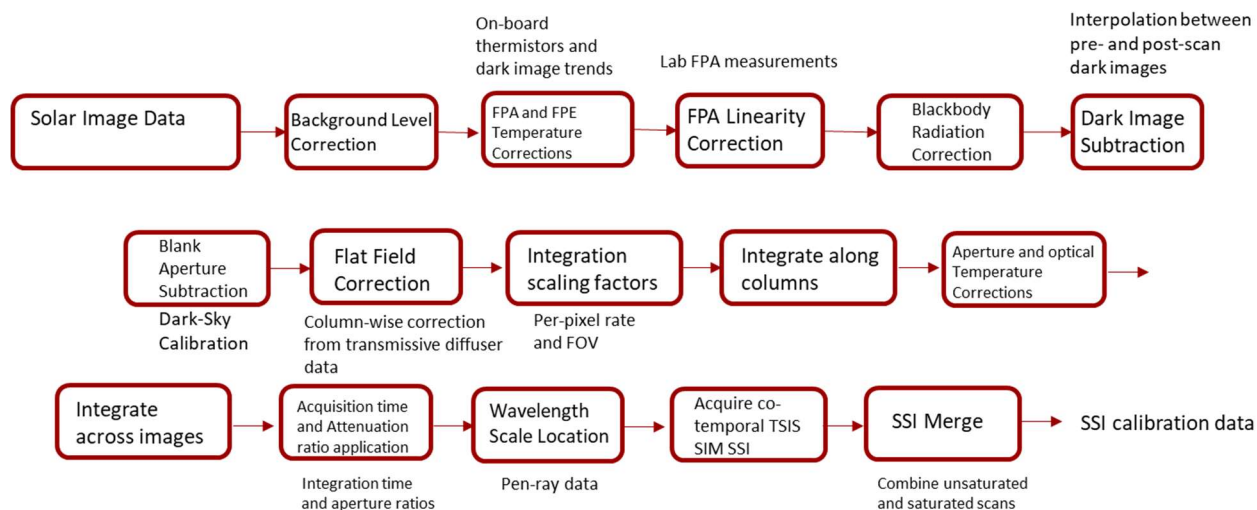 On-board
thermistors and
dark image trends
Lab FPA measurements
Interpolation between
pre- and post-scan
dark images
Solar Image Data
Background Level
Correction
FPA and FPE
Temperature
Corrections
FPA Linearity
Correction
Blackbody
Radiation
Correction
Dark Image
Subtraction
Blank
Aperture
Subtraction
Dark-Sky
Calibration
Flat Field
Correction
Column-wise correction
from transmissive diffuser
data
Integration
scaling factors
Per-pixel rate
and FOV
Integrate along
columns
Aperture and optical
Temperature
Corrections
Integrate
across images
Acquisition time
and Attenuation
ratio application
Integration time
and aperture ratios
Wavelength
Scale Location
Pen-ray data
Acquire co-
temporal TSIS
SIM SSI
SSI Merge
Combine unsaturated
and saturated scans
SSI calibration data